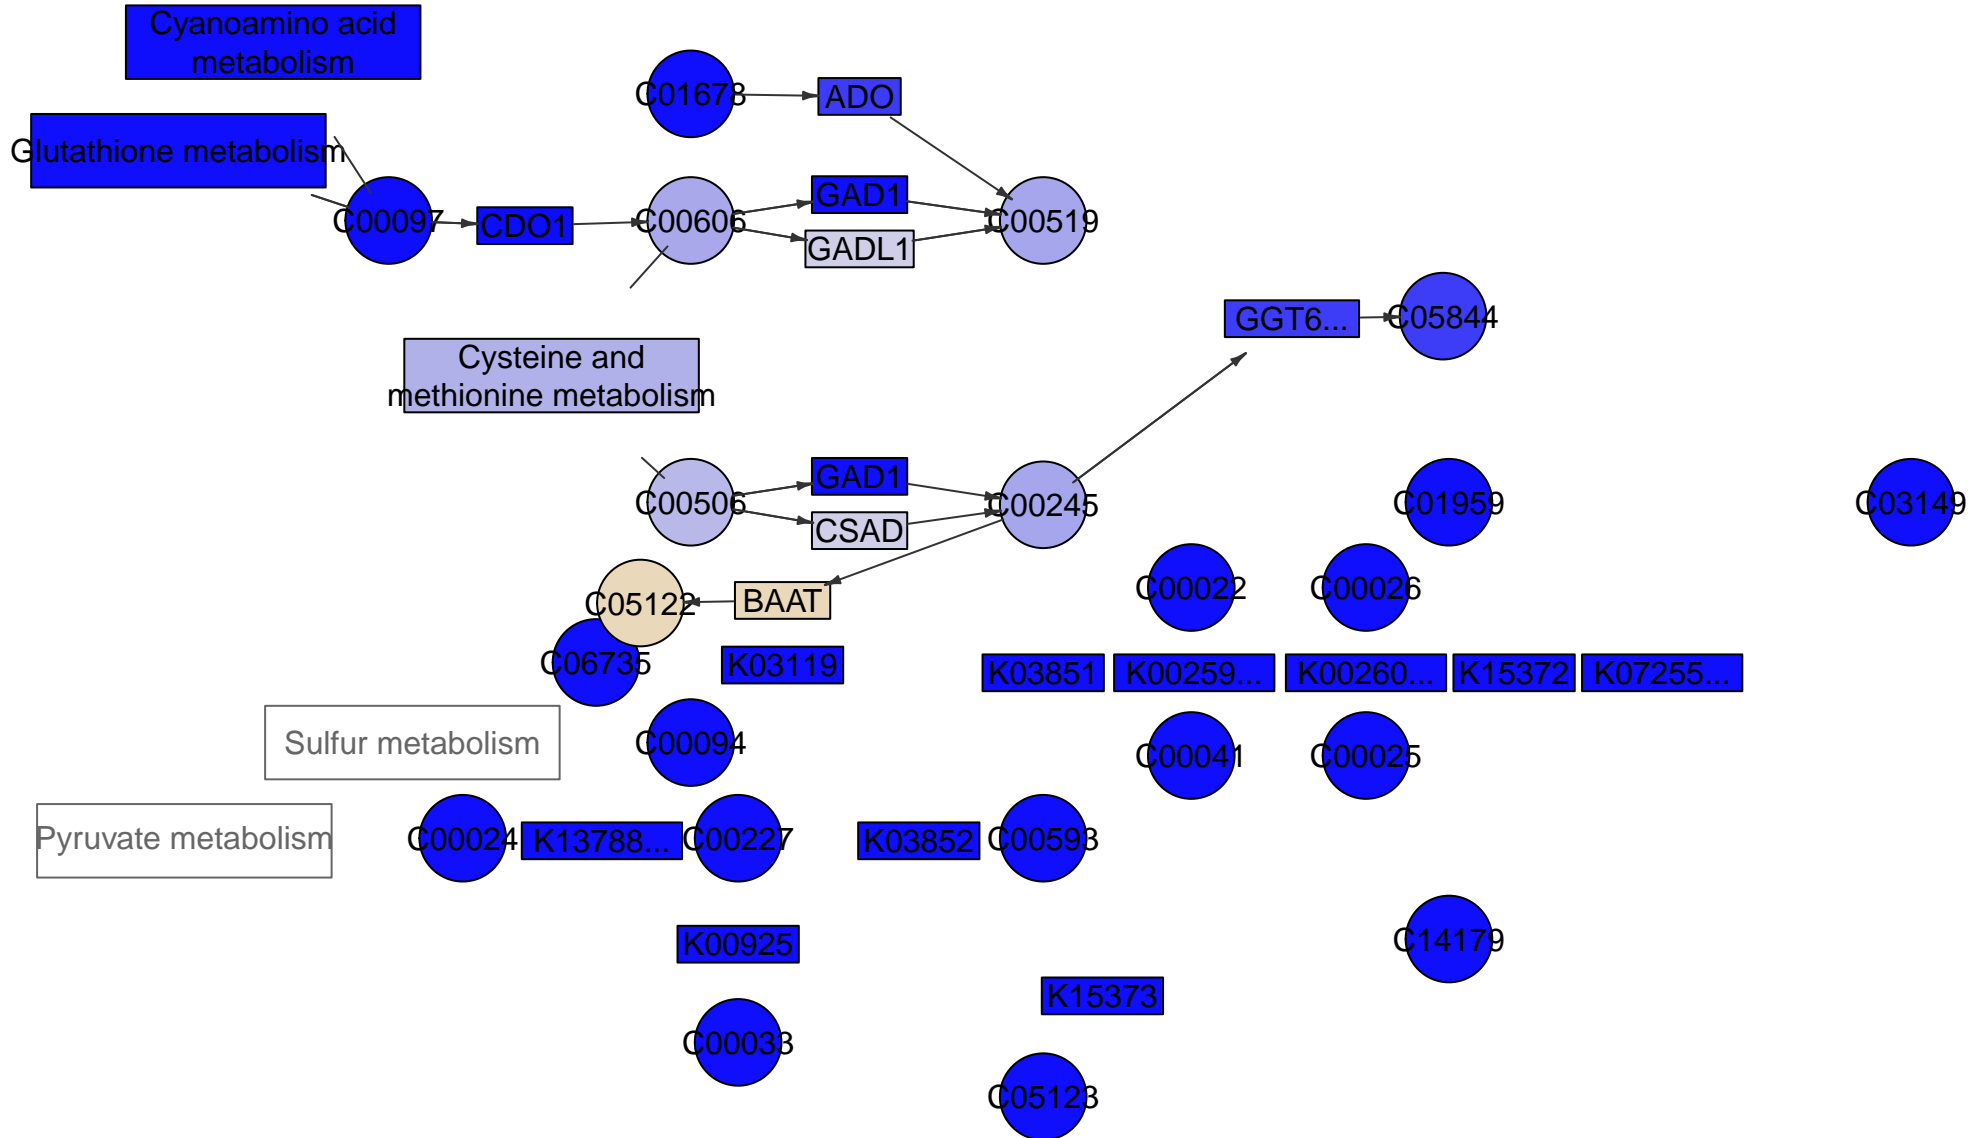 Cyanoamino acid
metabolism
C01678
ADO
Glutathione metabolism
C00097
CDO1
C00606
GAD1
GADL1
C00519
GGT6...
C05844
Cysteine and
methionine metabolism
C00506
GAD1
CSAD
C00245
C01959
C03149
C05122
BAAT
C00022
C00026
C06735
K03119
K03851
K00259...
K00260...
K15372
K07255...
Sulfur metabolism
C00094
C00041
C00025
Pyruvate metabolism
C00024
K13788...
C00227
K03852
C00593
K00925
C14179
K15373
C00033
C05123